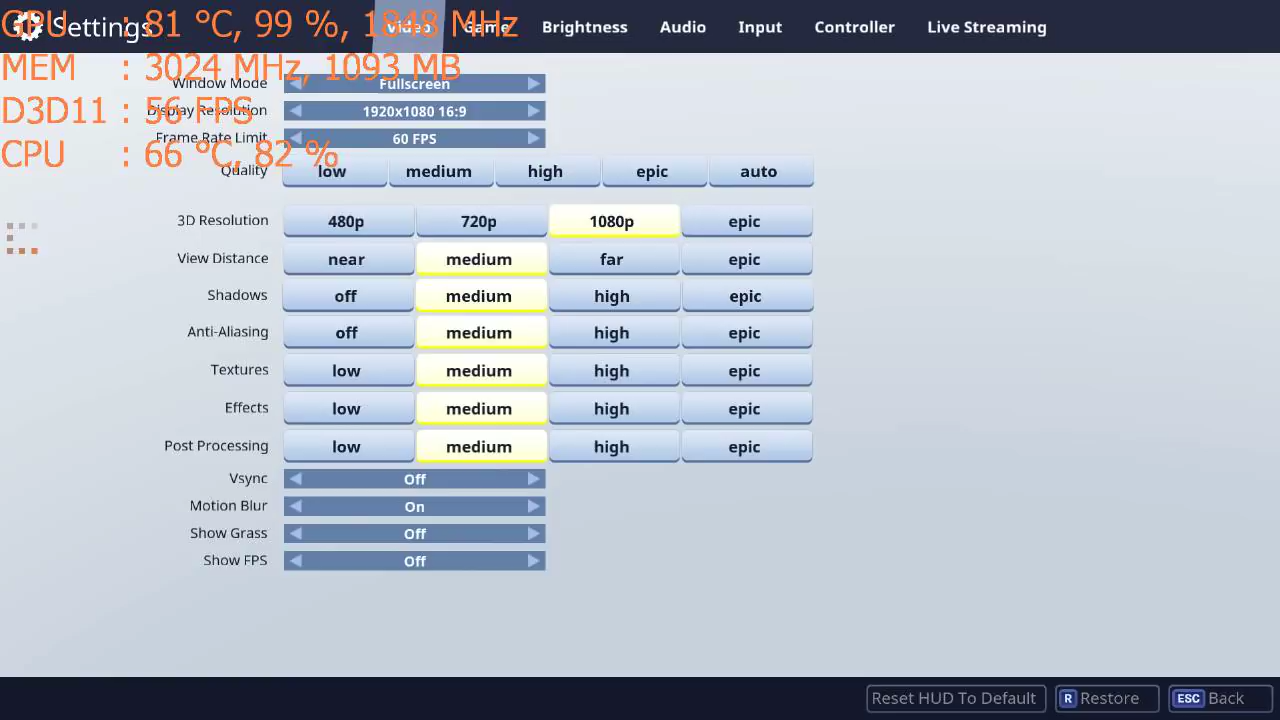 Settings
Video Game Brightness Audio Input Controller Live Streaming
GPU : 81 °C, 99 %, 1848 MHz
MEM : 3024 MHz, 1093 MB
D3D11 : 56 FPS
CPU : 66 °C, 82 %
Window Mode Fullscreen
Display Resolution 1920x1080 16:9
Frame Rate Limit 60 FPS
Quality low medium high epic auto
3D Resolution 480p 720p 1080p epic
View Distance near medium far epic
Shadows off medium high epic
Anti-Aliasing off medium high epic
Textures low medium high epic
Effects low medium high epic
Post Processing low medium high epic
Vsync Off
Motion Blur On
Show Grass Off
Show FPS Off
Reset HUD To Default R Restore ESC Back